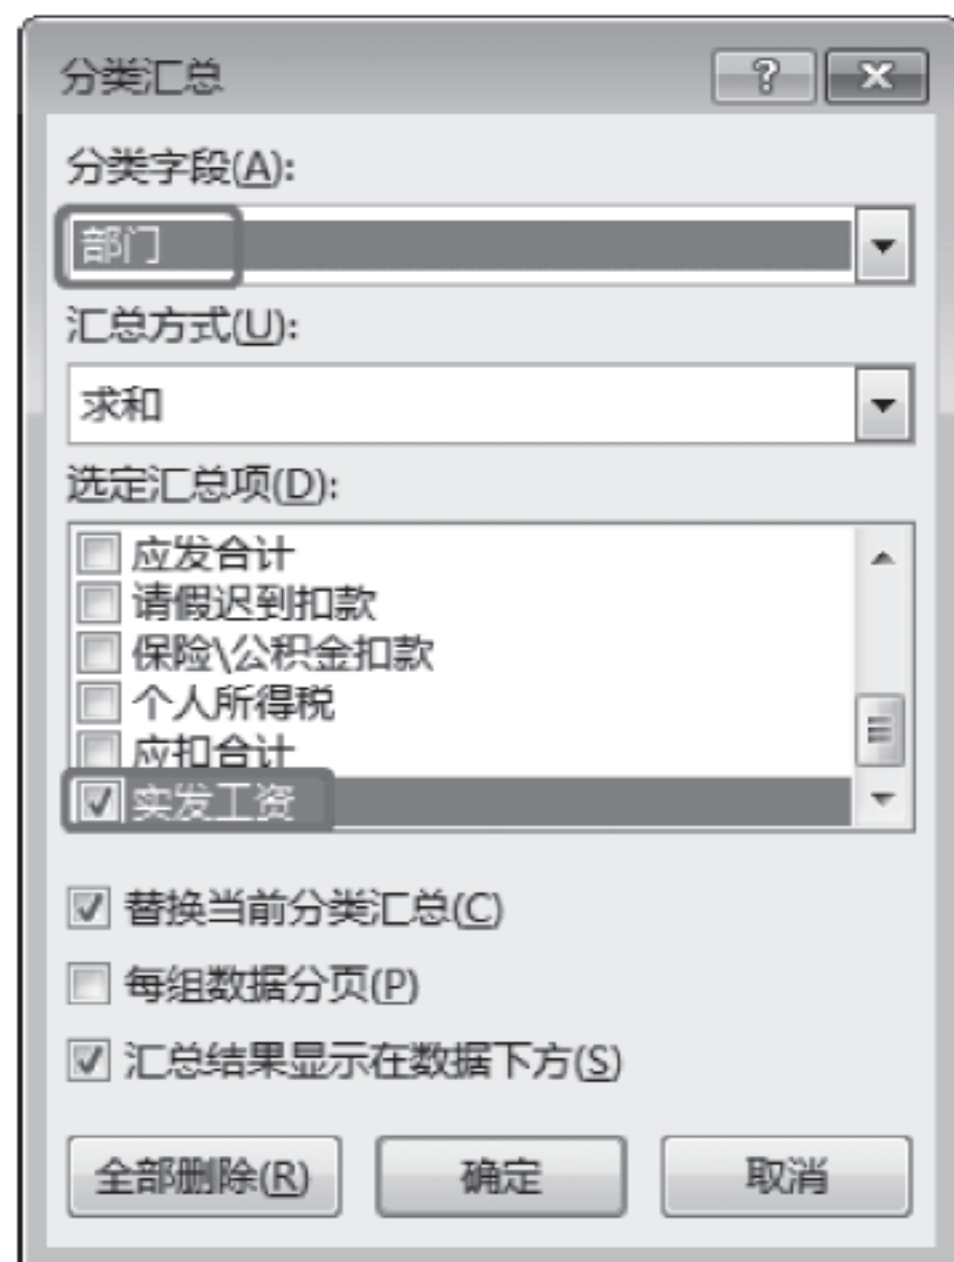 分类汇总
分类字段(A):
部门
汇总方式(U):
求和
选定汇总项(D):
应发合计
请假迟到扣款
保险\公积金扣款
个人所得税
应扣合计
实发工资
替换当前分类汇总(C)
每组数据分页(P)
汇总结果显示在数据下方(S)
全部删除(R) 确定 取消